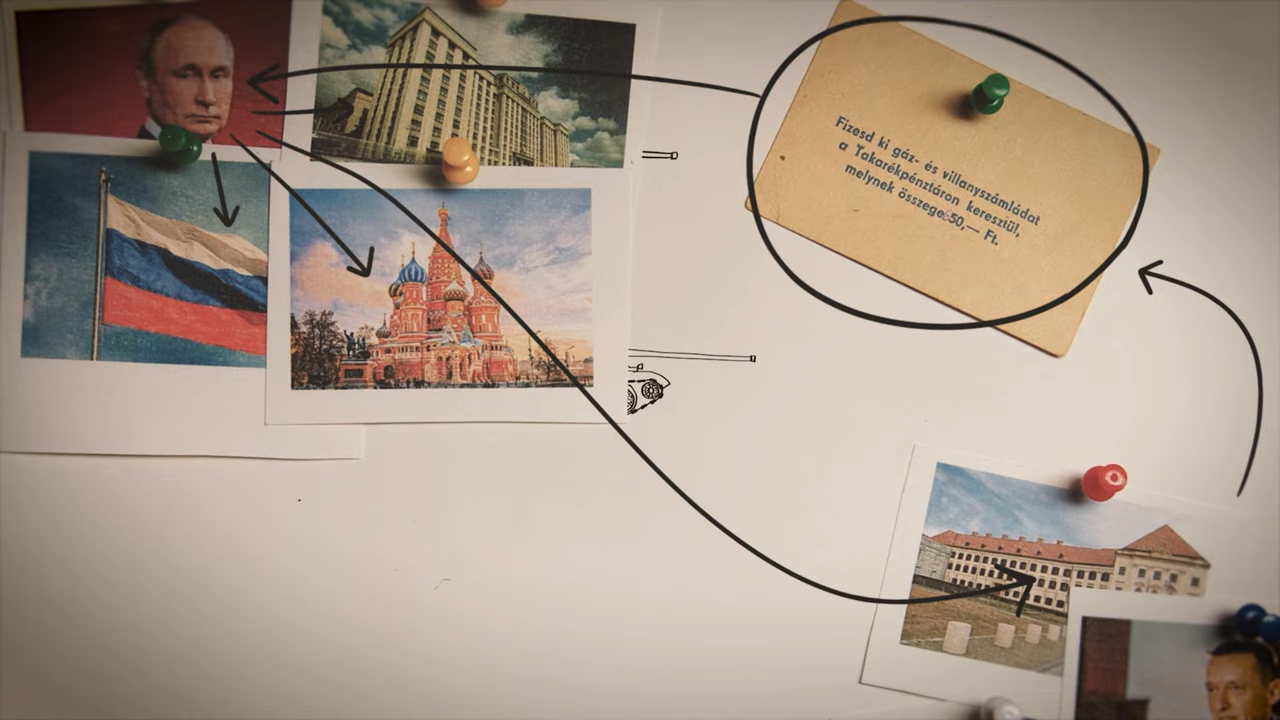 Fizesd ki gáz- és villanyszámládat
a Takarékpénztáron keresztül,
melynek összege 50,— Ft.